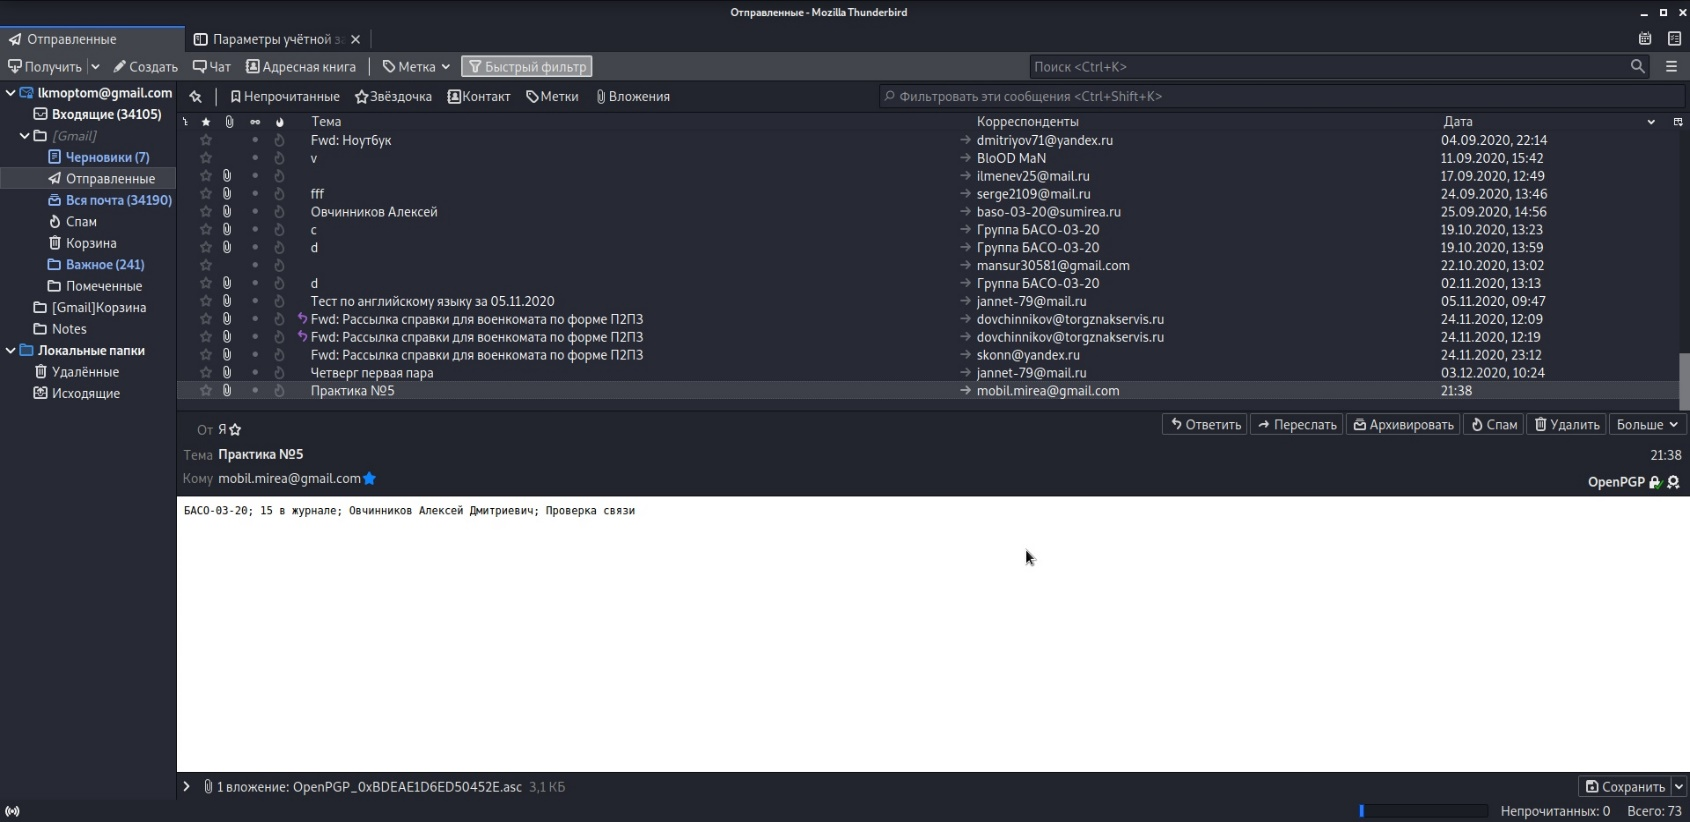 Отправленные - Mozilla Thunderbird
Отправленные
Параметры учётной за
Получить
Создать
Чат
Адресная книга
Метка
Быстрый фильтр
Поиск <Ctrl+K>
lkmoptom@gmail.com
Входящие (34105)
[Gmail]
Черновики (7)
Отправленные
Вся почта (34190)
Спам
Корзина
Важное (241)
Помеченные
[Gmail]Корзина
Notes
Локальные папки
Удалённые
Исходящие
Непрочитанные Звёздочка Контакт Метки Вложения
Фильтровать эти сообщения <Ctrl+Shift+K>
Тема Корреспонденты Дата
Fwd: Ноутбук dmitriyov71@yandex.ru 04.09.2020, 22:14
v BloOD MaN 11.09.2020, 15:42
ilmenev25@mail.ru 17.09.2020, 12:49
fff serge2109@mail.ru 24.09.2020, 13:46
Овчинников Алексей baso-03-20@sumirea.ru 25.09.2020, 14:56
с Группа БАСО-03-20 19.10.2020, 13:23
d Группа БАСО-03-20 19.10.2020, 13:59
mansur30581@gmail.com 22.10.2020, 13:02
d Группа БАСО-03-20 02.11.2020, 13:13
Тест по английскому языку за 05.11.2020 jannet-79@mail.ru 05.11.2020, 09:47
Fwd: Рассылка справки для военкомата по форме П2П3 dovchinnikov@torgznakservis.ru 24.11.2020, 12:09
Fwd: Рассылка справки для военкомата по форме П2П3 dovchinnikov@torgznakservis.ru 24.11.2020, 12:19
Fwd: Рассылка справки для военкомата по форме П2П3 skonn@yandex.ru 24.11.2020, 23:12
Четверг первая пара jannet-79@mail.ru 03.12.2020, 10:24
Практика №5 mobil.mirea@gmail.com 21:38
От Я
Ответить Переслать Архивировать Спам Удалить Больше
Тема Практика №5 21:38
Кому mobil.mirea@gmail.com
OpenPGP
БАСО-03-20; 15 в журнале; Овчинников Алексей Дмитриевич; Проверка связи
1 вложение: OpenPGP_0xBDEAE1D6ED50452E.asc 3,1 КБ
Сохранить
Непрочитанных: 0 Всего: 73